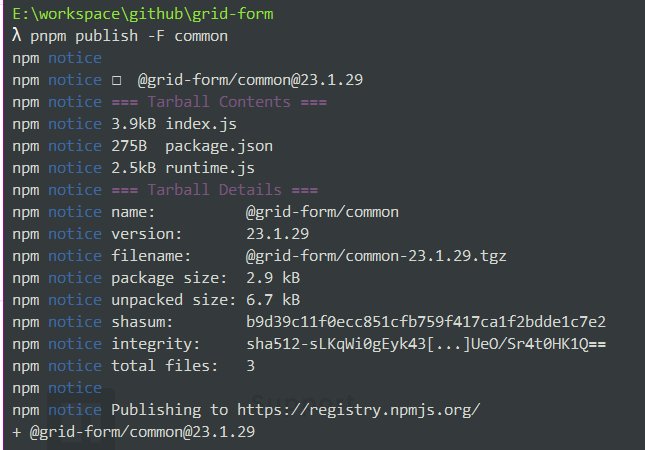 E:\workspace\github\grid-form
λ pnpm publish -F common
npm notice
npm notice □  @grid-form/common@23.1.29
npm notice === Tarball Contents ===
npm notice 3.9kB index.js
npm notice 275B  package.json
npm notice 2.5kB runtime.js
npm notice === Tarball Details ===
npm notice name:          @grid-form/common
npm notice version:       23.1.29
npm notice filename:      @grid-form/common-23.1.29.tgz
npm notice package size:  2.9 kB
npm notice unpacked size: 6.7 kB
npm notice shasum:        b9d39c11f0ecc851cfb759f417ca1f2bdde1c7e2
npm notice integrity:     sha512-sLKqWi0gEyk43[...]UeO/Sr4t0HK1Q==
npm notice total files:   3
npm notice
npm notice Publishing to https://registry.npmjs.org/
+ @grid-form/common@23.1.29